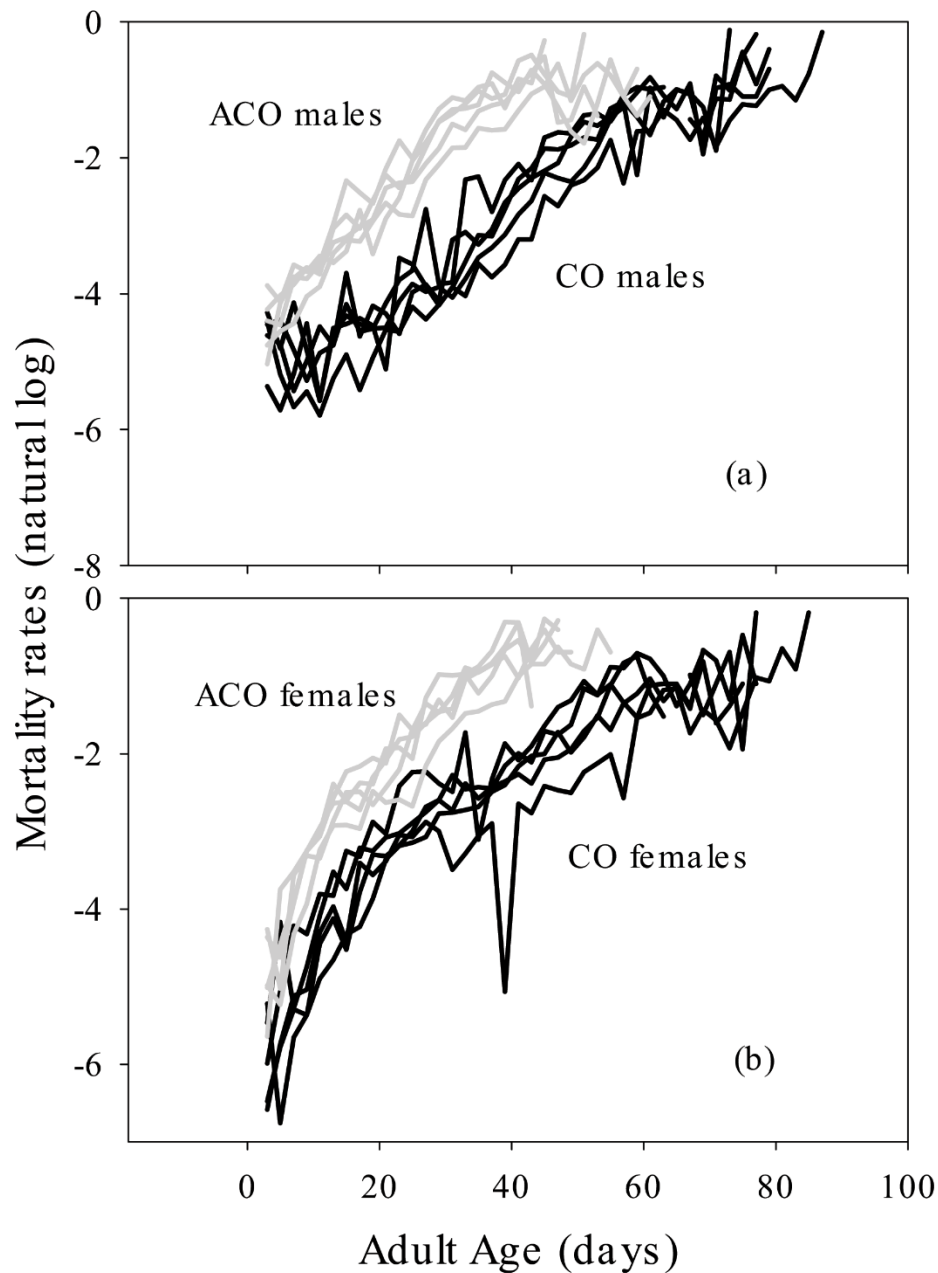 0
ACO males
-2
CO males
-4
-6
(a)
-8
0
ACO females
-2
CO females
-4
(b)
-6
0 20 40 60 80 100
Adult Age (days)
Mortality rates (natural log)